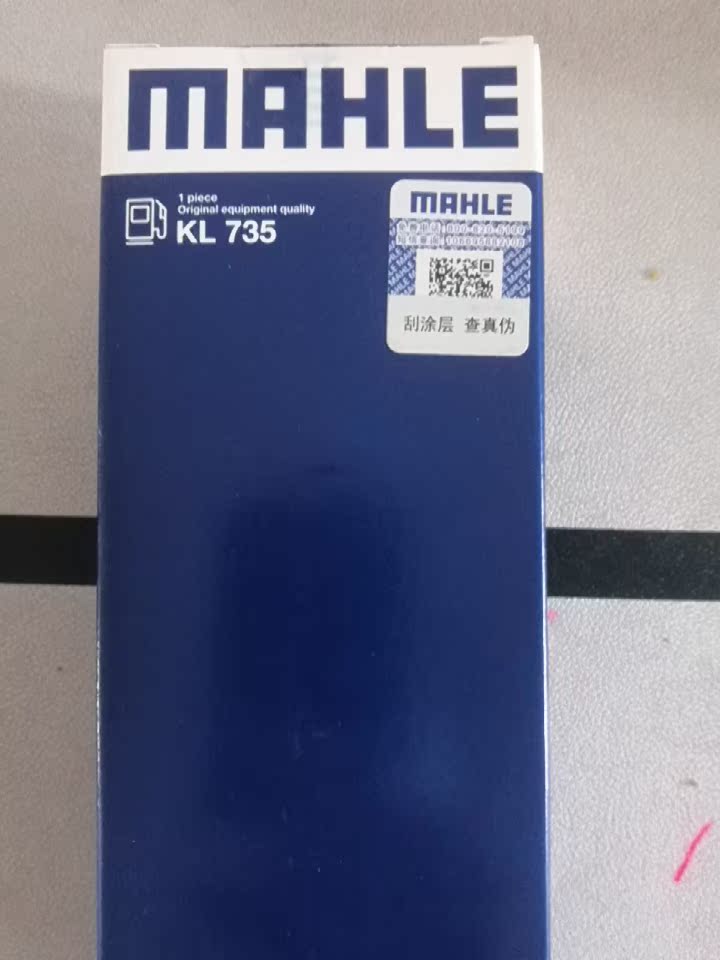 MAHLE
1 piece
Original equipment quality
KL 735
MAHLE
刮涂层 查真伪